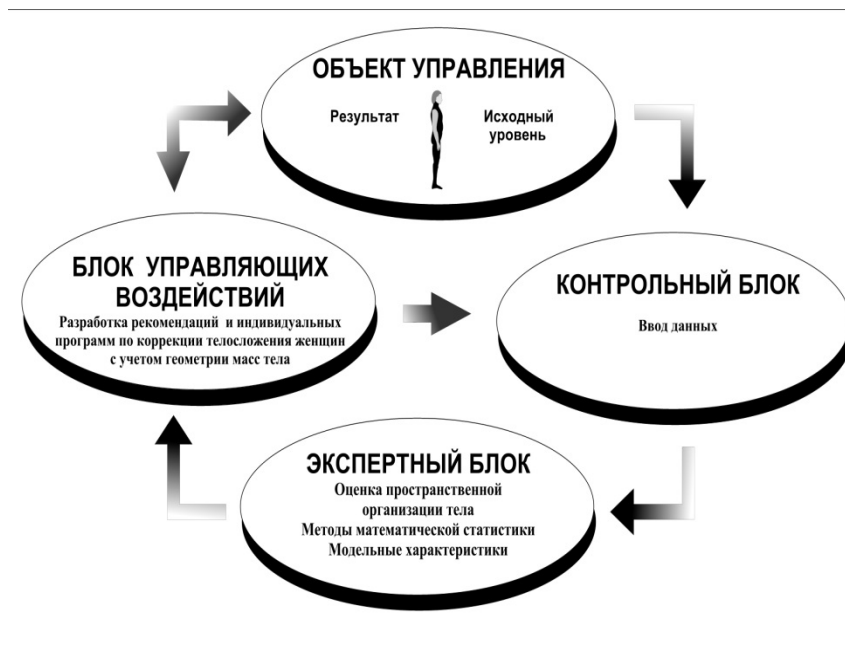 ОБЪЕКТ УПРАВЛЕНИЯ
Результат
Исходный
уровень
БЛОК УПРАВЛЯЮЩИХ
ВОЗДЕЙСТВИЙ
Разработка рекомендаций и индивидуальных
программ по коррекции телосложения женщин
с учетом геометрии масс тела
КОНТРОЛЬНЫЙ БЛОК
Ввод данных
ЭКСПЕРТНЫЙ БЛОК
Оценка пространственной
организации тела
Методы математической статистики
Модельные характеристики